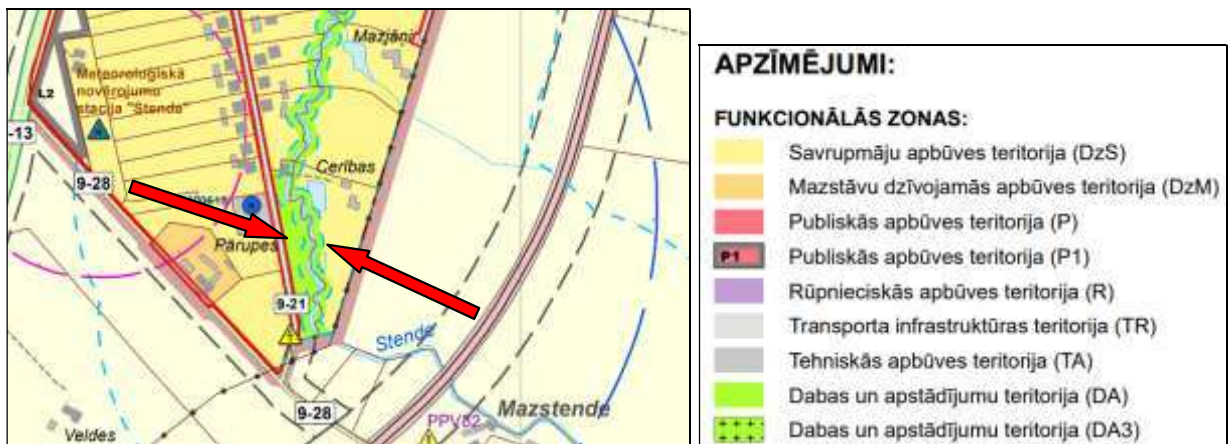 Mazjāņi
Meteoroloģiskā
novērojumu
stacija "Stende"
L2
-13
9-28
Cerības
Pārupes
9-21
Stende
9-28
PPV82
Mazstende
Veldes
APZĪMĒJUMI:
FUNKCIONĀLĀS ZONAS:
Savrupmāju apbūves teritorija (DzS)
Mazstāvu dzīvojamās apbūves teritorija (DzM)
Publiskās apbūves teritorija (P)
P1 Publiskās apbūves teritorija (P1)
Rūpnieciskās apbūves teritorija (R)
Transporta infrastruktūras teritorija (TR)
Tehniskās apbūves teritorija (TA)
Dabas un apstādījumu teritorija (DA)
Dabas un apstādījumu teritorija (DA3)